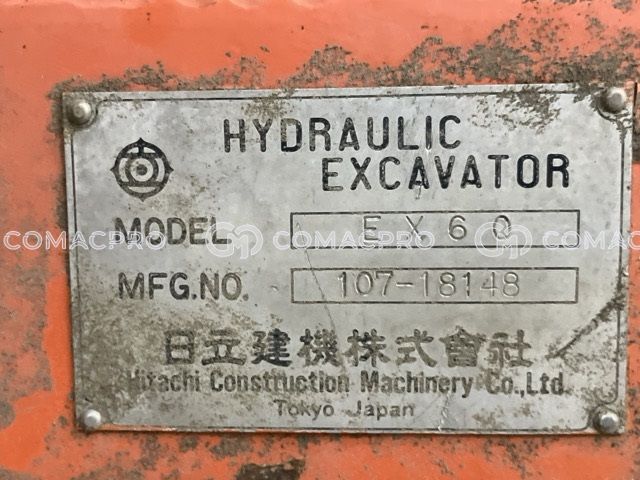 HYDRAULIC
EXCAVATOR
MODEL EX60
MFG.NO. 107-18148
COMACPRO COMACPRO COMACPRO
日立建機株式會社
Hitachi Construction Machinery Co.,Ltd.
Tokyo Japan